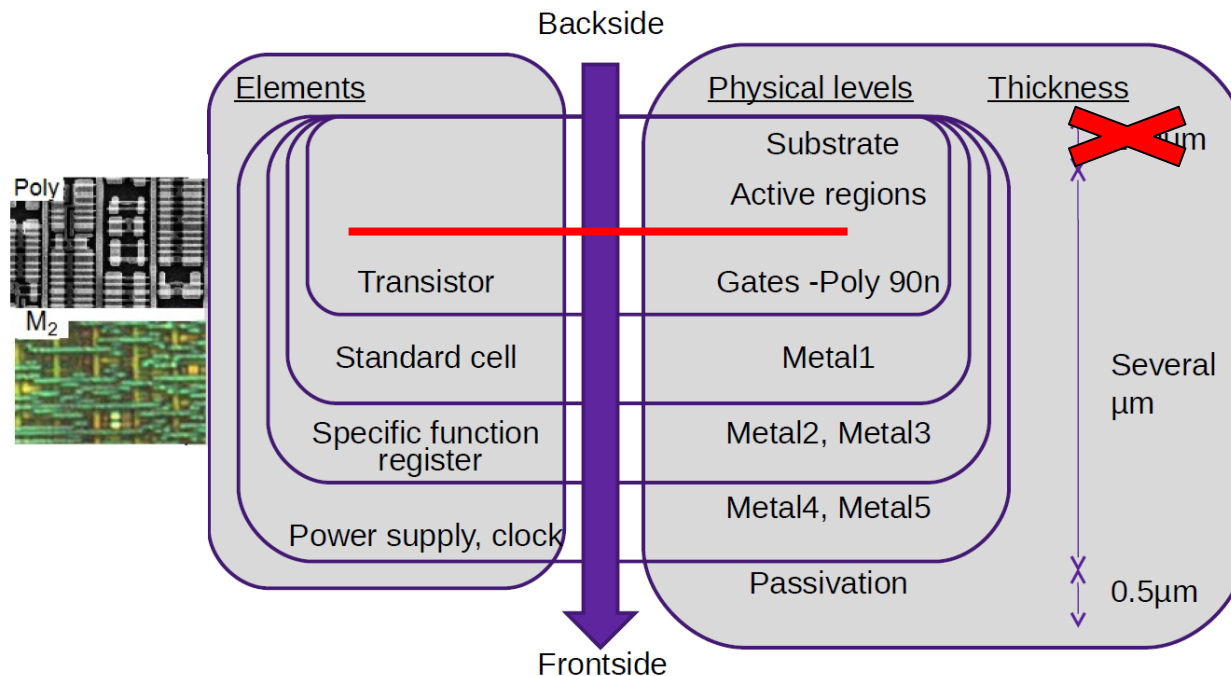 Backside
Elements
Physical levels
Thickness
µm
Substrate
Active regions
Poly
Transistor
Gates -Poly 90n
M2
Standard cell
Metal1
Several
µm
Specific function
register
Metal2, Metal3
Metal4, Metal5
Power supply, clock
Passivation
0.5µm
Frontside